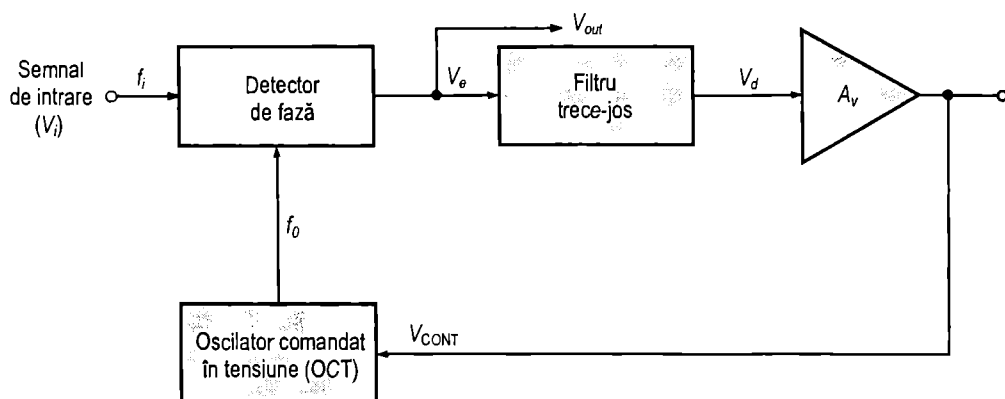 Semnal
de intrare
(Vi)
fi
Detector
de fază
Vout
Ve
Filtru
trece-jos
Vd
Av
f0
Oscilator comandat
în tensiune (OCT)
VCONT